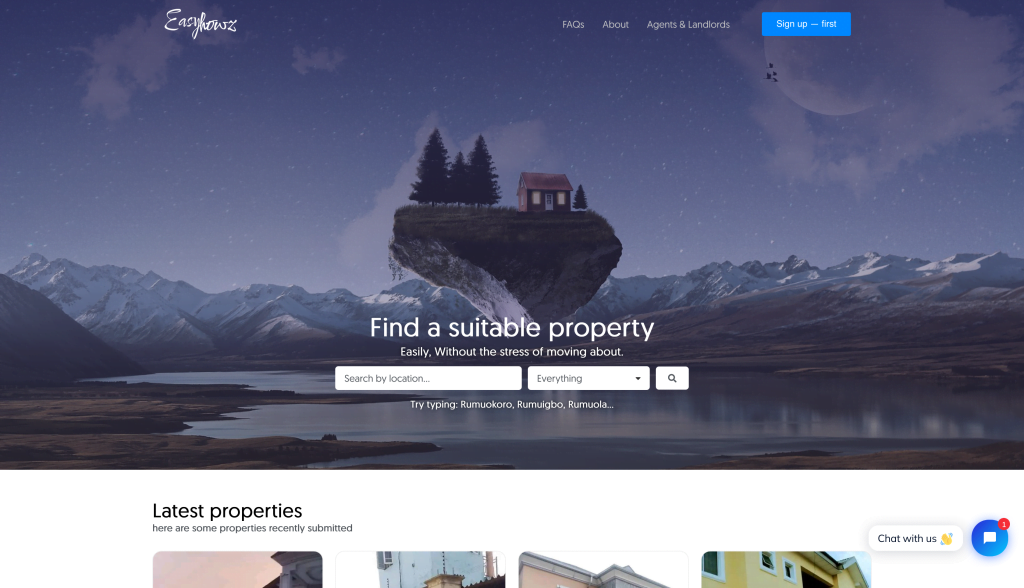 Easyhowz
FAQs
About
Agents & Landlords
Sign up — first
Find a suitable property
Easily, Without the stress of moving about.
Search by location...
Everything
Try typing: Rumuokoro, Rumuigbo, Rumuola...
Latest properties
here are some properties recently submitted
Chat with us 👋
1